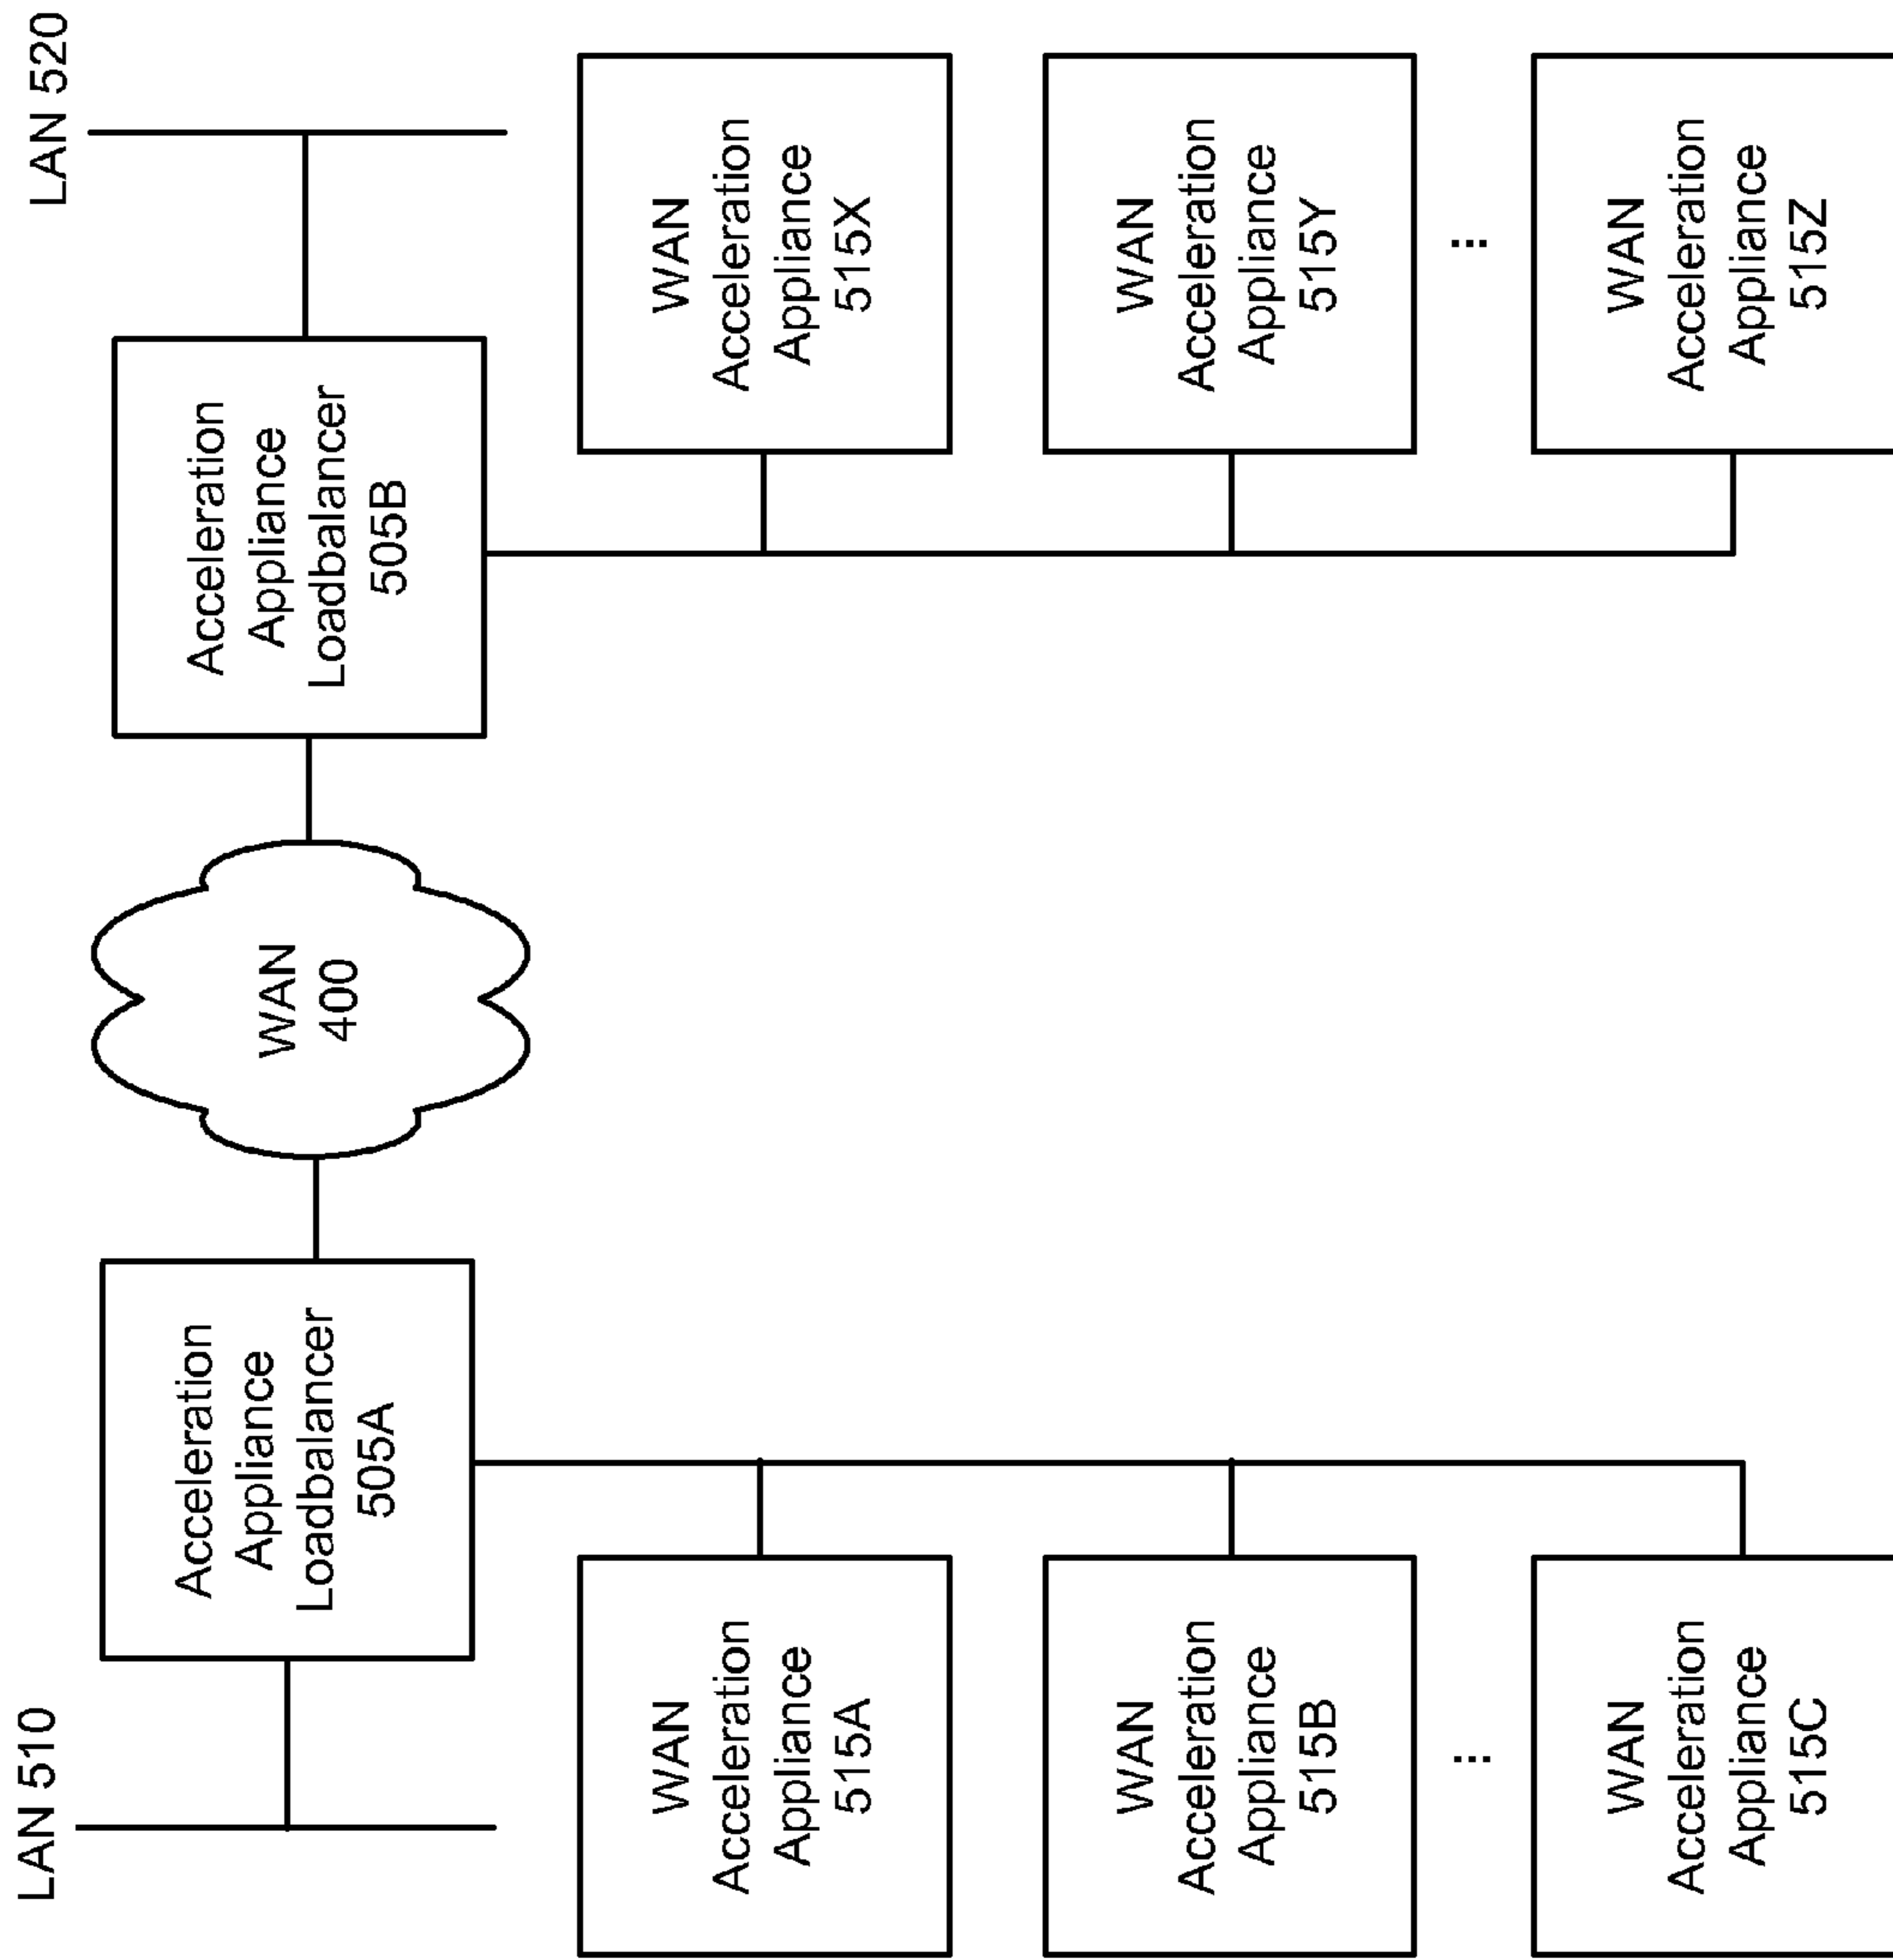 LAN 510
LAN 520
Acceleration
Appliance
Loadbalancer
505A
WAN
400
Acceleration
Appliance
Loadbalancer
505B
WAN
Acceleration
Appliance
515A
WAN
Acceleration
Appliance
515X
WAN
Acceleration
Appliance
515B
WAN
Acceleration
Appliance
515Y
...
...
WAN
Acceleration
Appliance
515C
WAN
Acceleration
Appliance
515Z